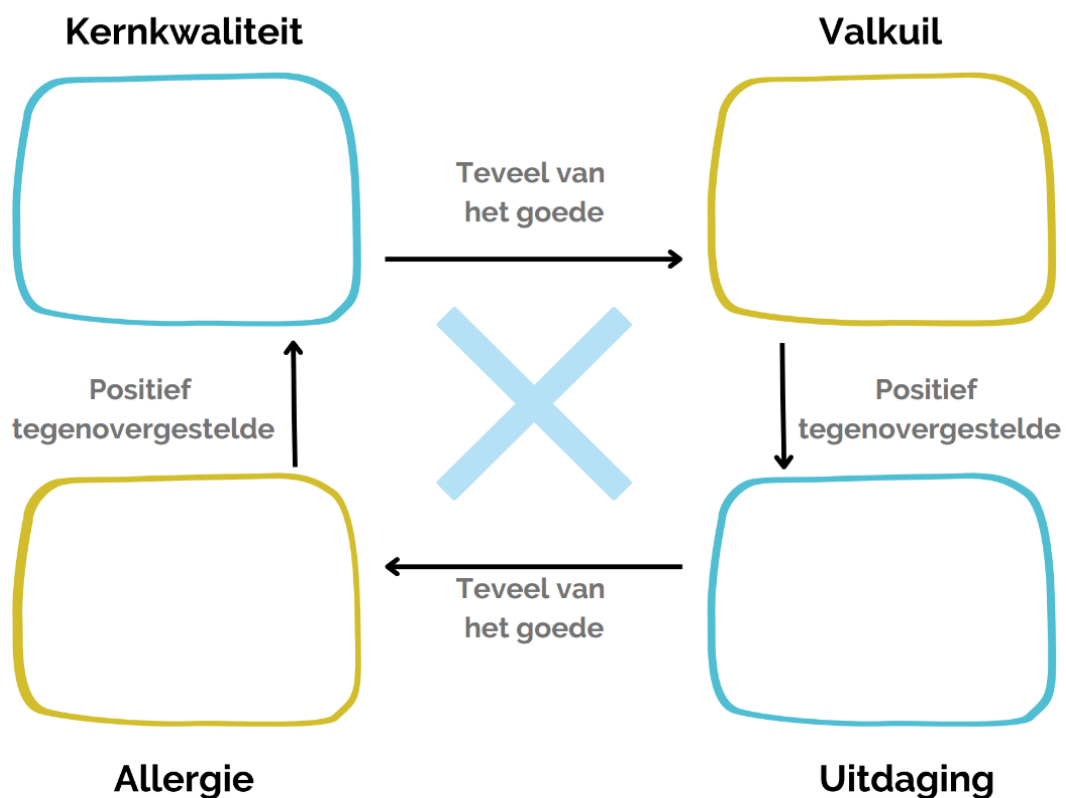 Kernkwaliteit
Valkuil
Teveel van
het goede
Positief
tegenovergestelde
Positief
tegenovergestelde
Teveel van
het goede
Allergie
Uitdaging